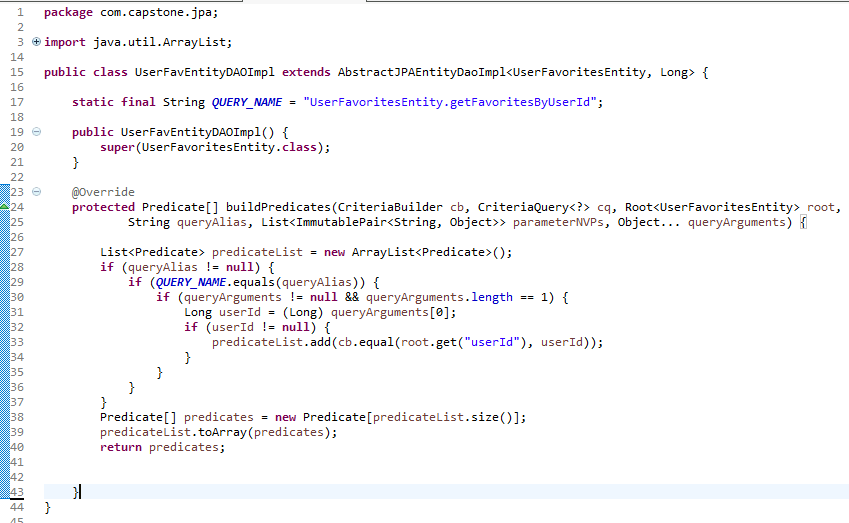 1 package com.capstone.jpa;
2
3 import java.util.ArrayList;
14
15 public class UserFavEntityDAOImpl extends AbstractJPAEntityDaoImpl<UserFavoritesEntity, Long> {
16
17     static final String QUERY_NAME = "UserFavoritesEntity.getFavoritesByUserId";
18
19     public UserFavEntityDAOImpl() {
20         super(UserFavoritesEntity.class);
21     }
22
23     @Override
24     protected Predicate[] buildPredicates(CriteriaBuilder cb, CriteriaQuery<?> cq, Root<UserFavoritesEntity> root,
25             String queryAlias, List<ImmutablePair<String, Object>> parameterNVPs, Object... queryArguments) {
26
27         List<Predicate> predicateList = new ArrayList<Predicate>();
28         if (queryAlias != null) {
29             if (QUERY_NAME.equals(queryAlias)) {
30                 if (queryArguments != null && queryArguments.length == 1) {
31                     Long userId = (Long) queryArguments[0];
32                     if (userId != null) {
33                         predicateList.add(cb.equal(root.get("userId"), userId));
34                     }
35                 }
36             }
37         }
38         Predicate[] predicates = new Predicate[predicateList.size()];
39         predicateList.toArray(predicates);
40         return predicates;
41
42
43     }
44 }
45